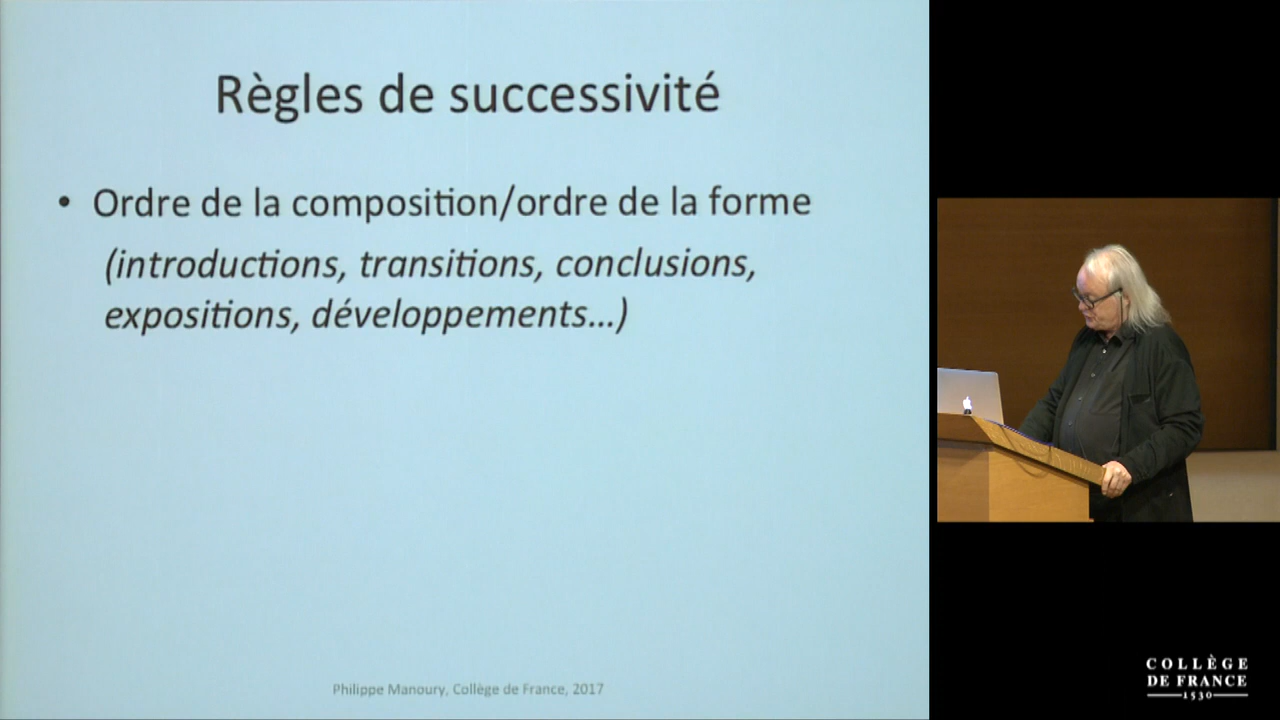 Règles de successivité
• Ordre de la composition/ordre de la forme
(introductions, transitions, conclusions,
expositions, développements...)
Philippe Manoury, Collège de France, 2017
COLLÈGE
DE FRANCE
1530